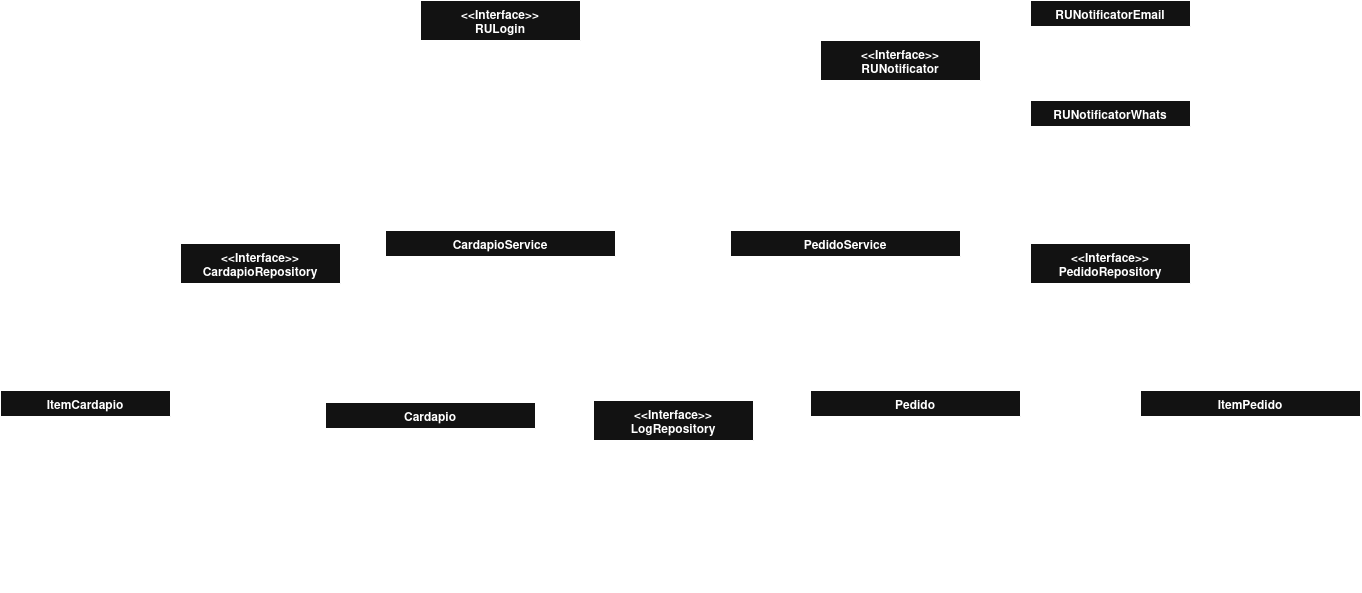 <<Interface>>
RULogin
RUNotificatorEmail
<<Interface>>
RUNotificator
RUNotificatorWhats
CardapioService
PedidoService
<<Interface>>
CardapioRepository
<<Interface>>
PedidoRepository
ItemCardapio
Cardapio
<<Interface>>
LogRepository
Pedido
ItemPedido